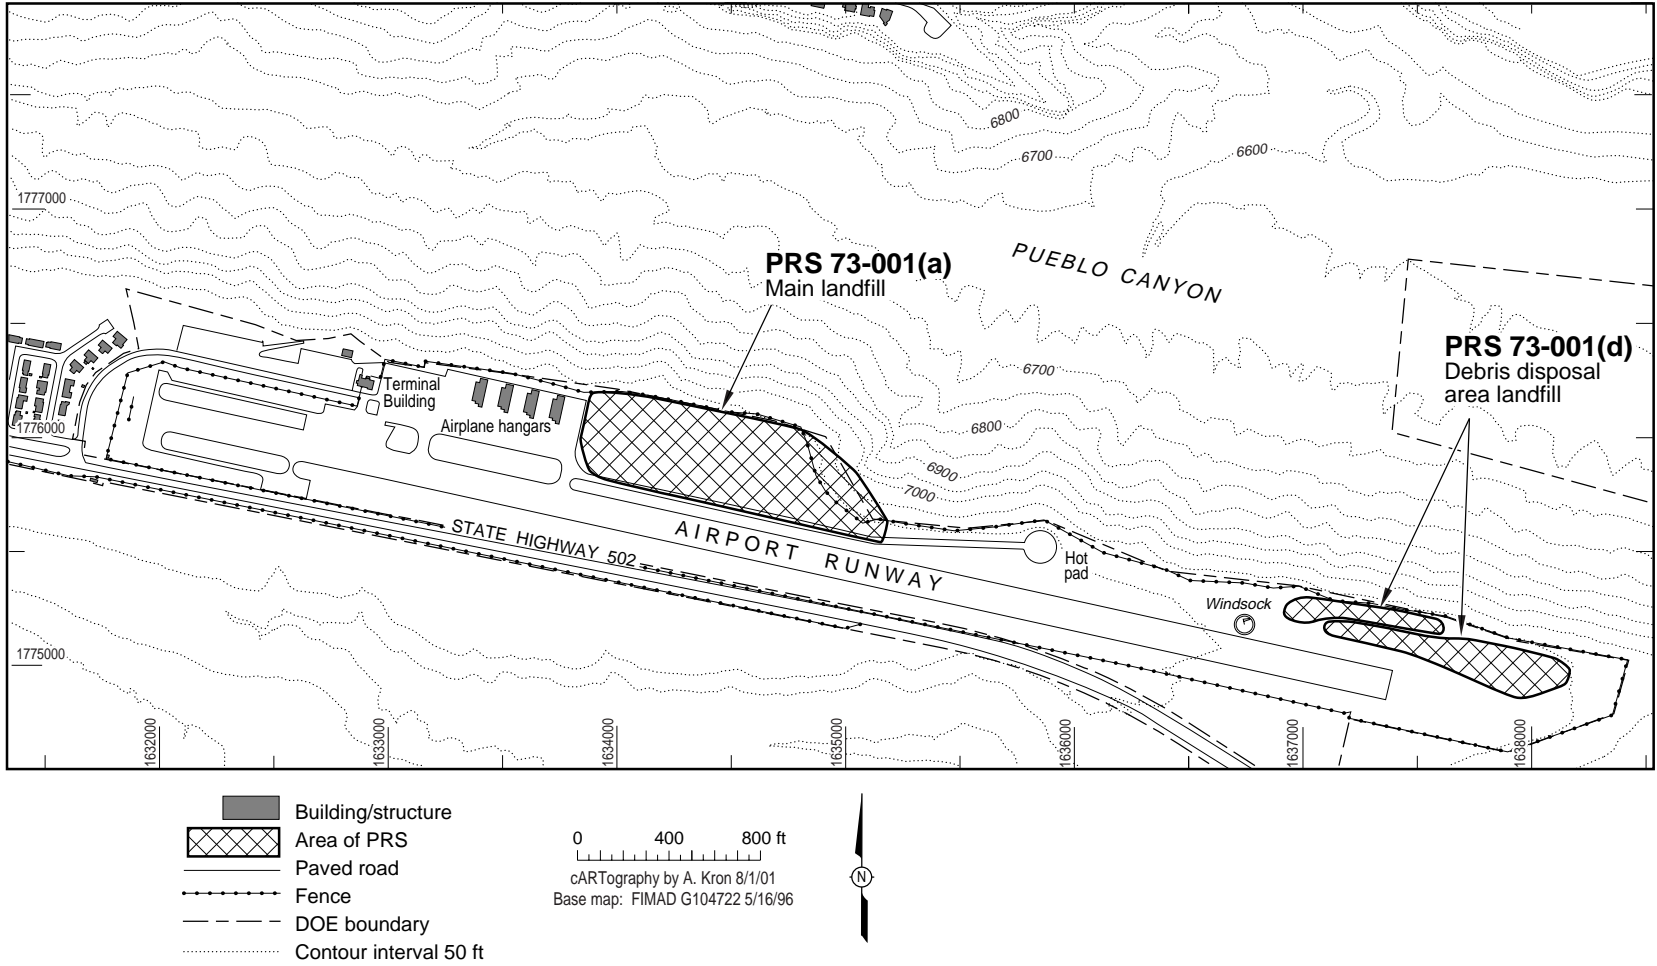 6800
6700
6600
1777000
PUEBLO CANYON
PRS 73-001(a)
Main landfill
PRS 73-001(d)
Debris disposal
area landfill
6700
Terminal
Building
Airplane hangars
1776000
6800
6900
7000
STATE HIGHWAY 502
AIRPORT RUNWAY
Hot
pad
Windsock
1775000
1632000
1633000
1634000
1635000
1636000
1637000
1638000
Building/structure
Area of PRS
Paved road
Fence
DOE boundary
Contour interval 50 ft
0 400 800 ft
cARTography by A. Kron 8/1/01
Base map: FIMAD G104722 5/16/96
N